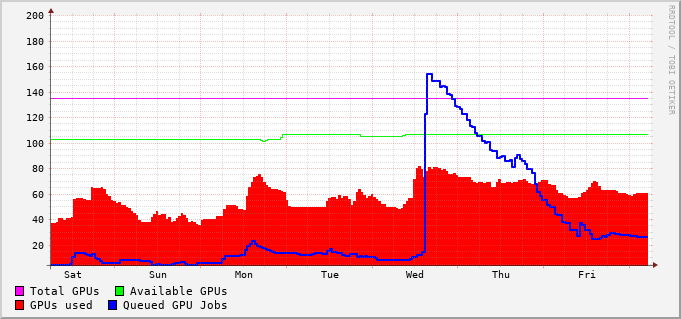 200
180
160
140
120
100
80
60
40
20
Sat Sun Mon Tue Wed Thu Fri
Total GPUs Available GPUs
GPUs used Queued GPU Jobs
RRDTOOL / TOBI OETIKER